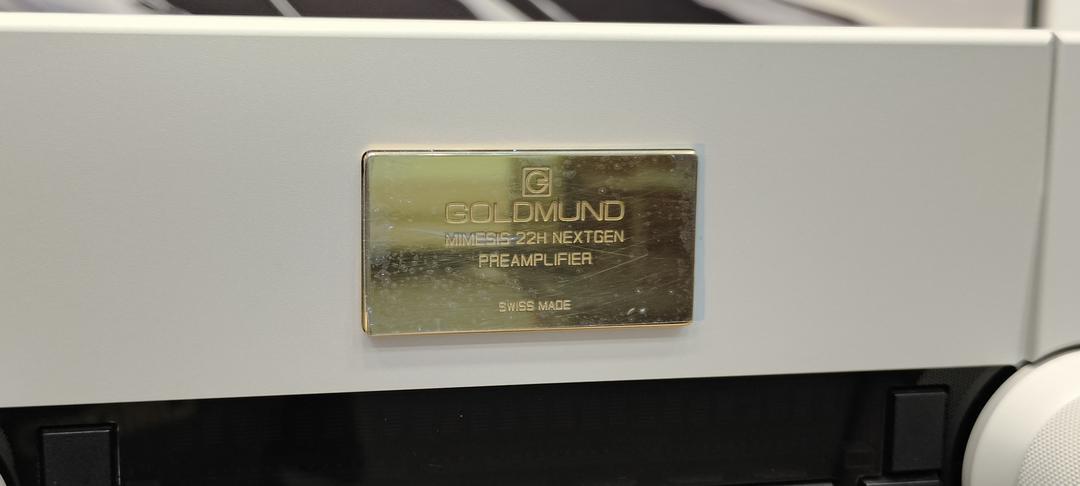 G
GOLDMUND
MIMESIS 22H NEXTGEN
PREAMPLIFIER
SWISS MADE